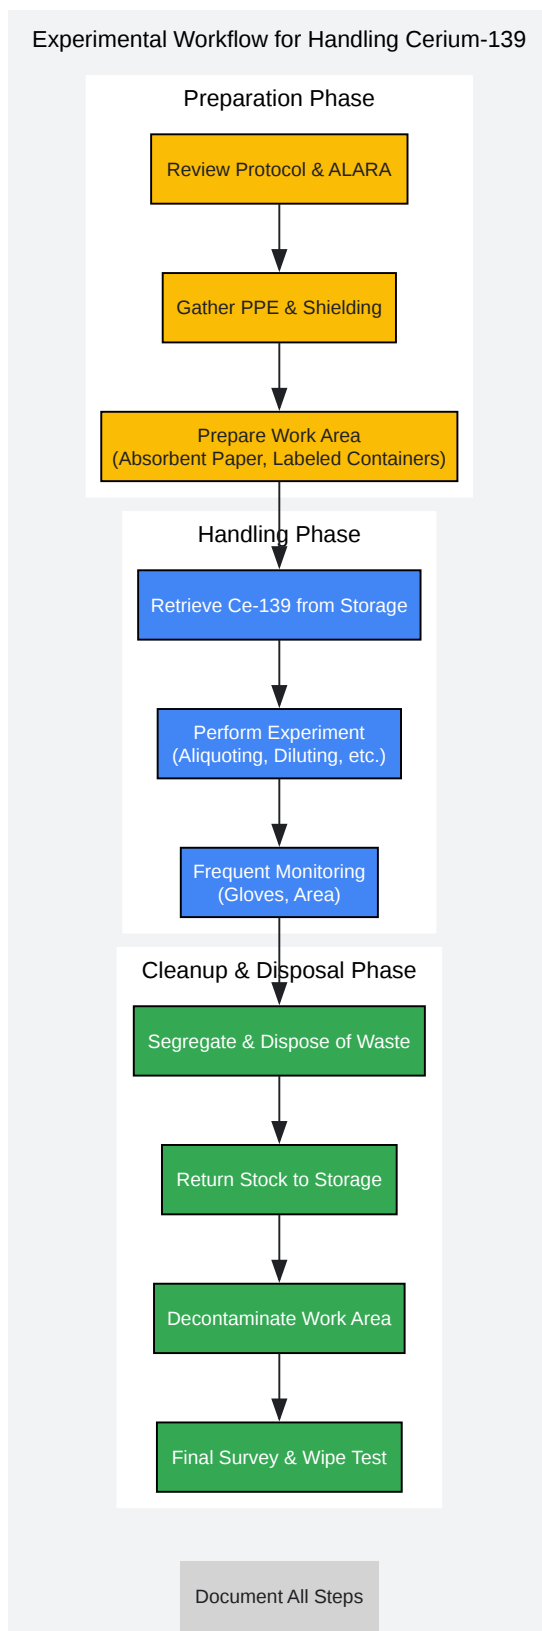 Experimental Workflow for Handling Cerium-139
Preparation Phase
Review Protocol & ALARA
Gather PPE & Shielding
Prepare Work Area
(Absorbent Paper, Labeled Containers)
Handling Phase
Retrieve Ce-139 from Storage
Perform Experiment
(Aliquoting, Diluting, etc.)
Frequent Monitoring
(Gloves, Area)
Cleanup & Disposal Phase
Segregate & Dispose of Waste
Return Stock to Storage
Decontaminate Work Area
Final Survey & Wipe Test
Document All Steps